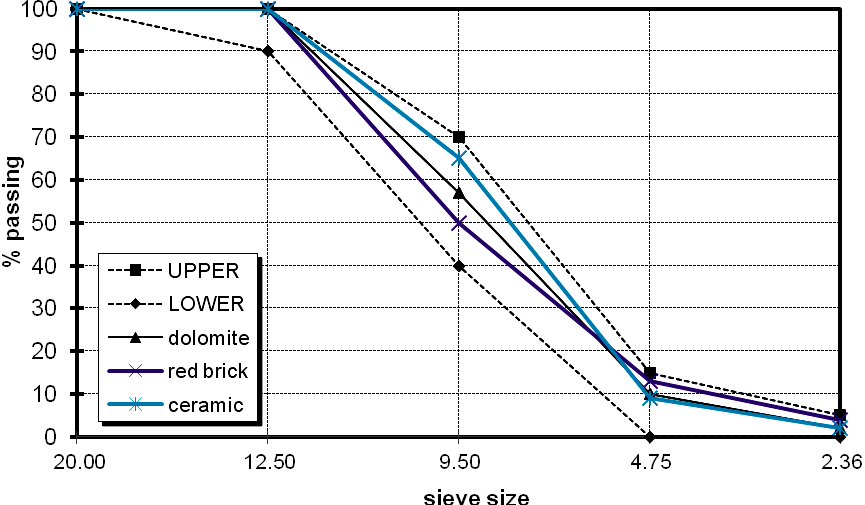 100
90
80
70
60
50
40
30
20
10
0
% passing
UPPER
LOWER
dolomite
red brick
ceramic
20.00 12.50 9.50 4.75 2.36
sieve size